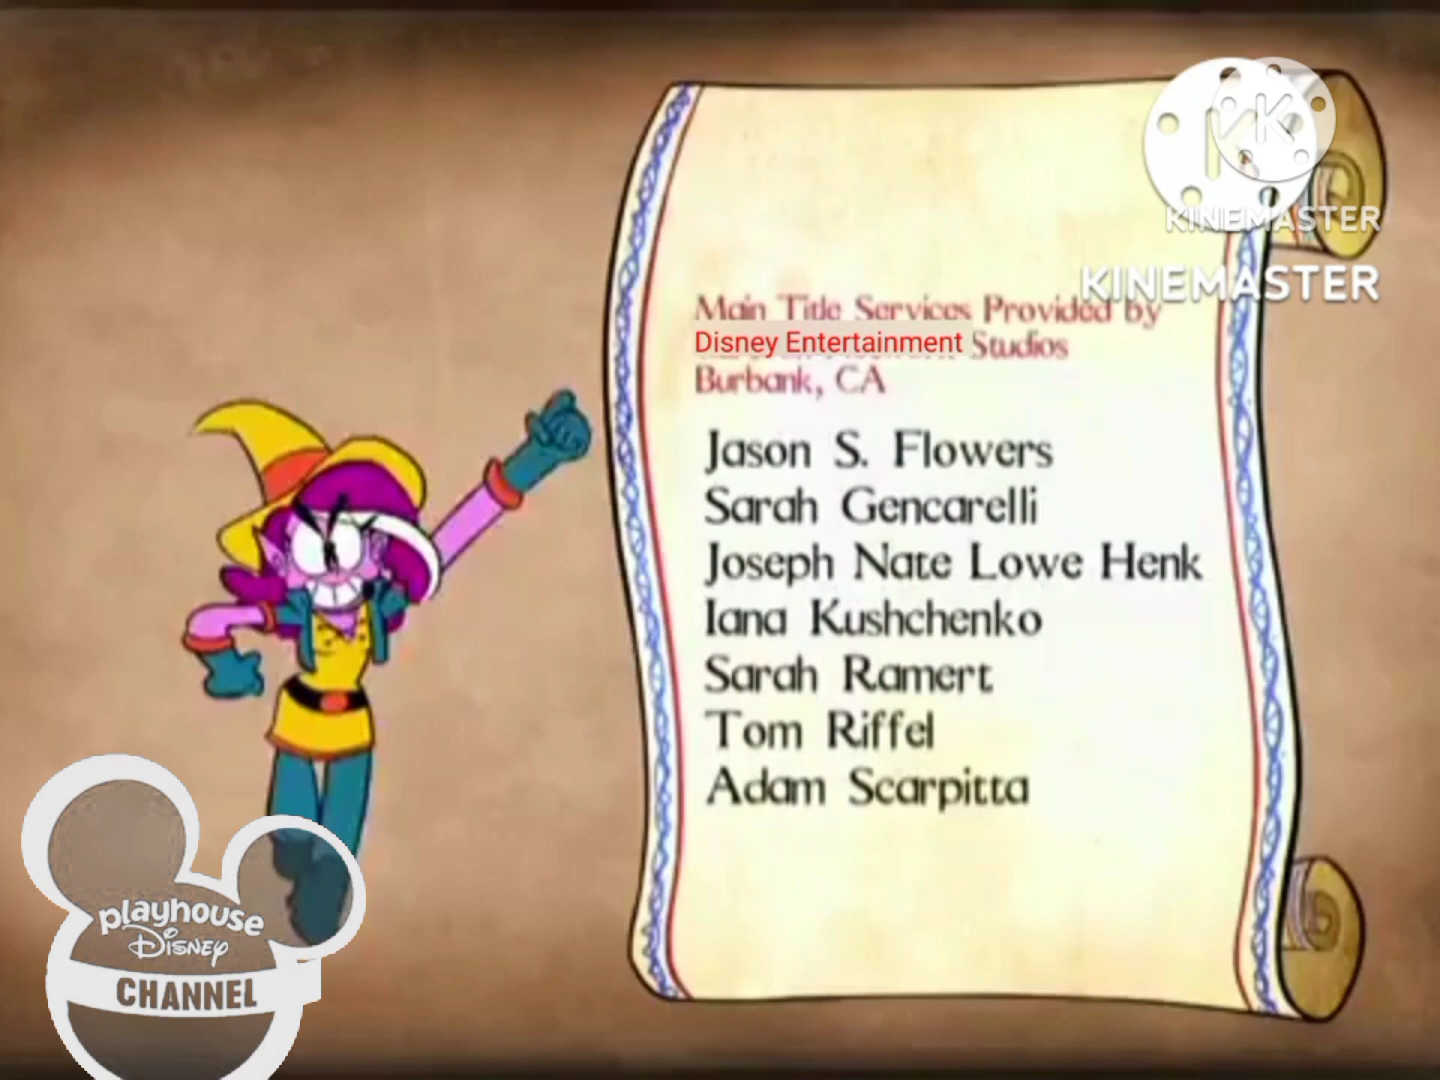 KINEMASTER
KINEMASTER
Main Title Services Provided by
Disney Entertainment Studios
Burbank, CA
Jason S. Flowers
Sarah Gencarelli
Joseph Nate Lowe Henk
Iana Kushchenko
Sarah Ramert
Tom Riffel
Adam Scarpitta
playhouse
Disney
CHANNEL